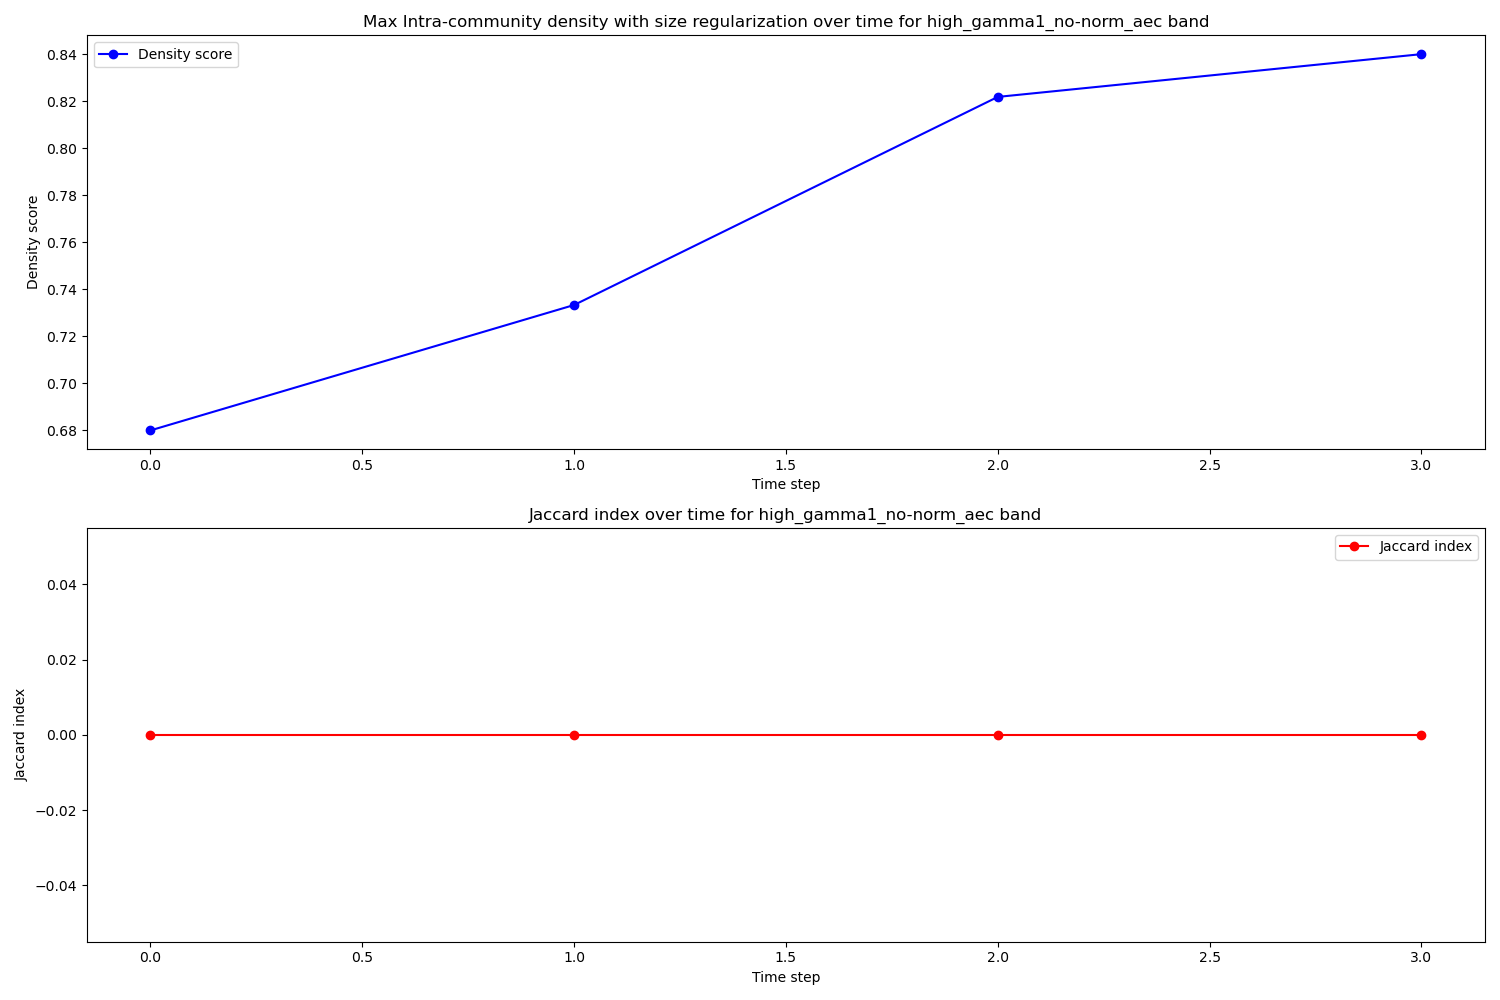 Max Intra-community density with size regularization over time for high_gamma1_no-norm_aec band
Density score
0.84
0.82
0.80
0.78
0.76
0.74
0.72
0.70
0.68
Density score
0.0 0.5 1.0 1.5 2.0 2.5 3.0
Time step
Jaccard index over time for high_gamma1_no-norm_aec band
Jaccard index
0.04
0.02
0.00
−0.02
−0.04
Jaccard index
0.0 0.5 1.0 1.5 2.0 2.5 3.0
Time step